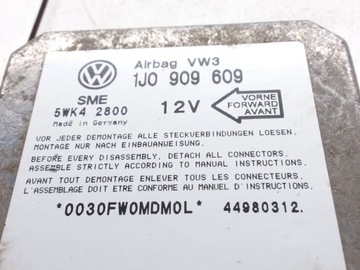 Airbag VW3
1J0 909 609
SME
5WK4 2800
Made in Germany
12V
VORNE
FORWARD
AVANT
VOR JEDER DEMONTAGE ALLE STECKVERBINDUNGEN LOESEN.
MONTAGE NUR NACH EINBAUANWEISUNG.
BEFORE EVERY DISASSEMBLY, DETACH ALL CONNECTORS.
ASSEMBLE STRICTLY ACCORDING TO MANUAL INSTRUCTIONS.
AVANT TOUT DEMONTAGE ENLEVER TOUS LES CONNECTEURS.
L'ASSEMBLAGE DOIT ETRE CONFORME AU MANUEL D'INSTRUCTIONS.
*0030FW0MDM0L* 44980312.